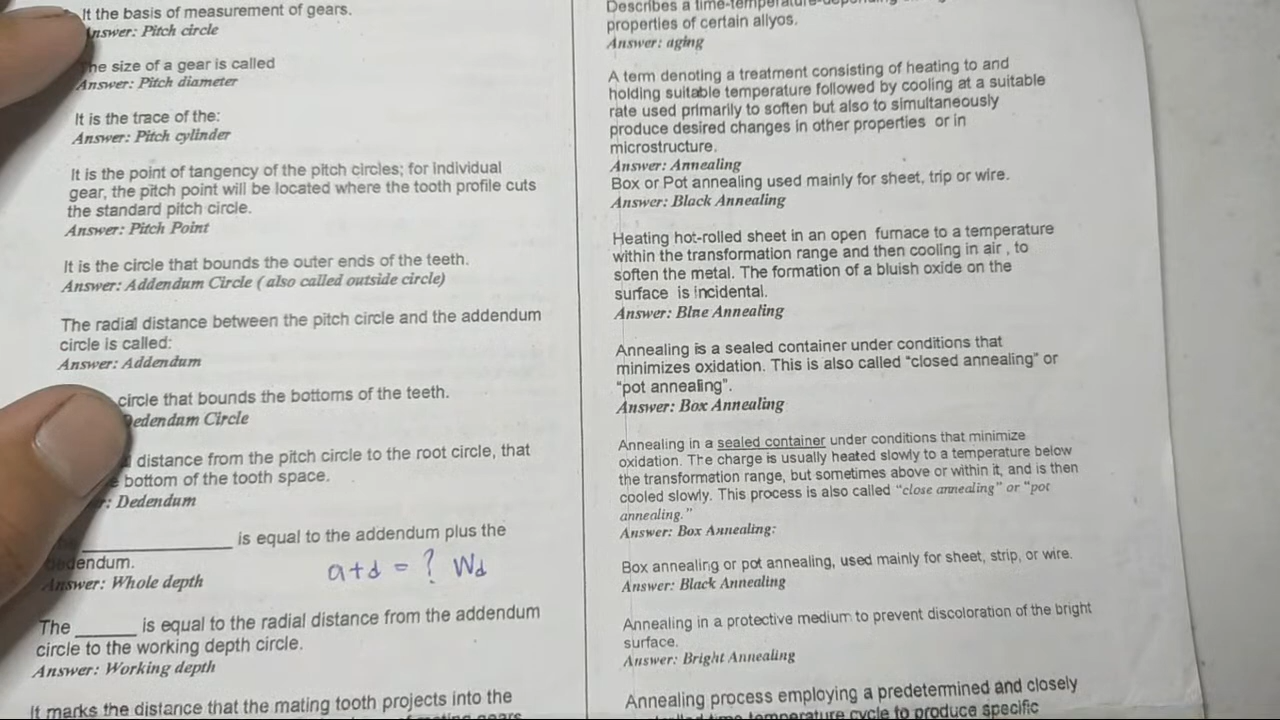 It the basis of measurement of gears.
nswer: Pitch circle
he size of a gear is called
Answer: Pitch diameter
It is the trace of the:
Answer: Pitch cylinder
It is the point of tangency of the pitch circles; for individual
gear, the pitch point will be located where the tooth profile cuts
the standard pitch circle.
Answer: Pitch Point
It is the circle that bounds the outer ends of the teeth.
Answer: Addendum Circle ( also called outside circle)
The radial distance between the pitch circle and the addendum
circle is called:
Answer: Addendum
circle that bounds the bottoms of the teeth.
Dedendum Circle
distance from the pitch circle to the root circle, that
bottom of the tooth space.
r: Dedendum
____________ is equal to the addendum plus the
dedendum.
Answer: Whole depth
a+d = ? Wd
The ______ is equal to the radial distance from the addendum
circle to the working depth circle.
Answer: Working depth
It marks the distance that the mating tooth projects into the
Describes a time-temperature-
properties of certain allyos.
Answer: aging
A term denoting a treatment consisting of heating to and
holding suitable temperature followed by cooling at a suitable
rate used primarily to soften but also to simultaneously
produce desired changes in other properties or in
microstructure.
Answer: Annealing
Box or Pot annealing used mainly for sheet, trip or wire.
Answer: Black Annealing
Heating hot-rolled sheet in an open furnace to a temperature
within the transformation range and then cooling in air , to
soften the metal. The formation of a bluish oxide on the
surface is incidental.
Answer: Blue Annealing
Annealing is a sealed container under conditions that
minimizes oxidation. This is also called "closed annealing" or
"pot annealing".
Answer: Box Annealing
Annealing in a sealed container under conditions that minimize
oxidation. The charge is usually heated slowly to a temperature below
the transformation range, but sometimes above or within it, and is then
cooled slowly. This process is also called "close annealing" or "pot
annealing."
Answer: Box Annealing:
Box annealing or pot annealing, used mainly for sheet, strip, or wire.
Answer: Black Annealing
Annealing in a protective medium to prevent discoloration of the bright
surface.
Answer: Bright Annealing
Annealing process employing a predetermined and closely
time-temperature cycle to produce specific